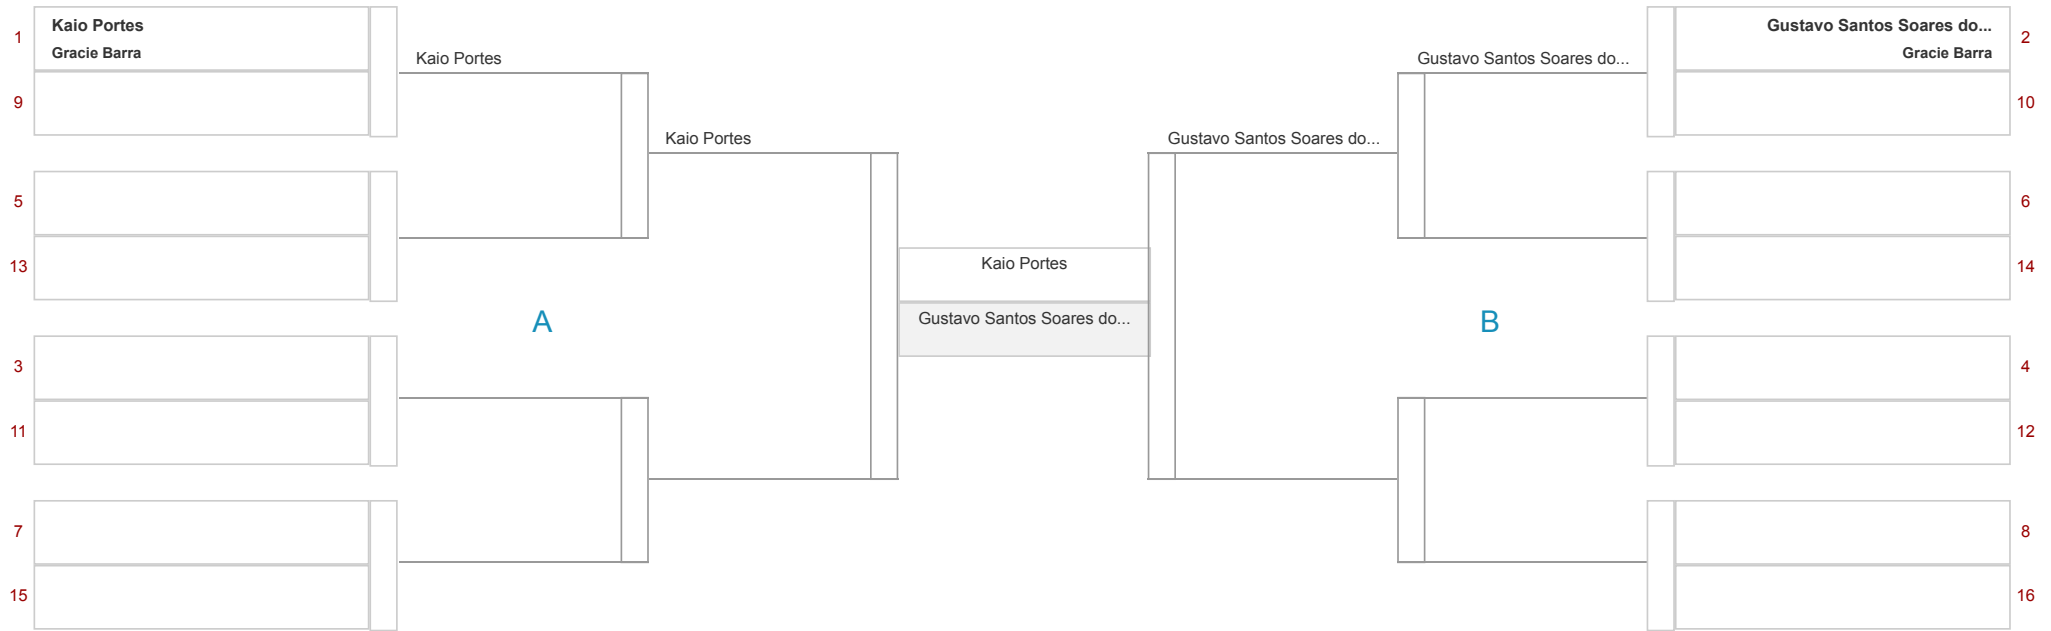 1
Kaio Portes
Gracie Barra
9
5
13
3
11
7
15
Kaio Portes
Kaio Portes
A
Kaio Portes
Gustavo Santos Soares do...
Gustavo Santos Soares do...
Gustavo Santos Soares do...
B
Gustavo Santos Soares do...
Gracie Barra
2
10
6
14
4
12
8
16